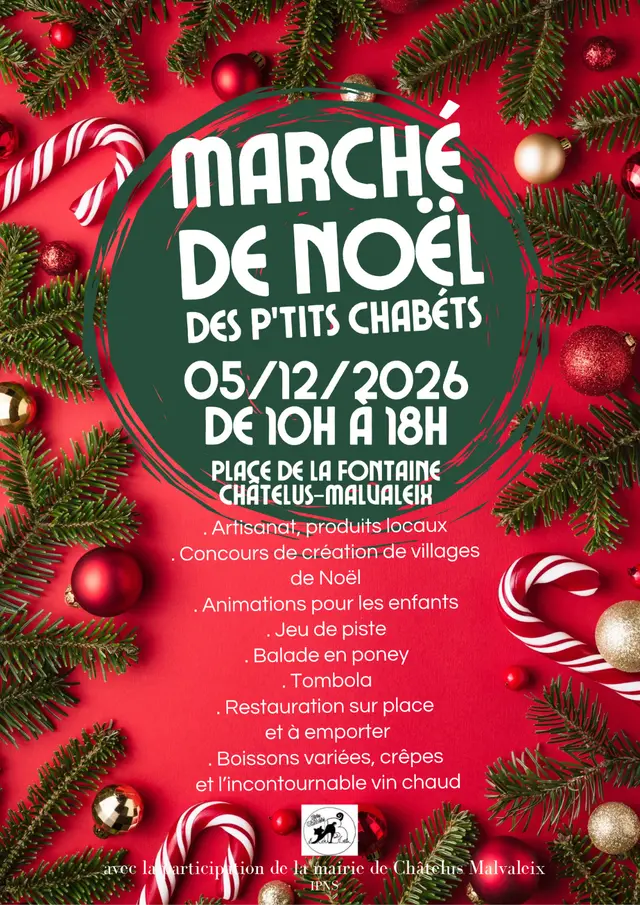 MARCHÉ
DE NOËL
DES P'TITS CHABÉTS
05/12/2026
DE 10H À 18H
PLACE DE LA FONTAINE
CHÂTELUS-MALVALEIX
. Artisanat, produits locaux
. Concours de création de villages
de Noël
. Animations pour les enfants
. Jeu de piste
. Balade en poney
. Tombola
. Restauration sur place
et à emporter
. Boissons variées, crêpes
et l'incontournable vin chaud
avec la participation de la mairie de Châtelus Malvaleix
IPNS